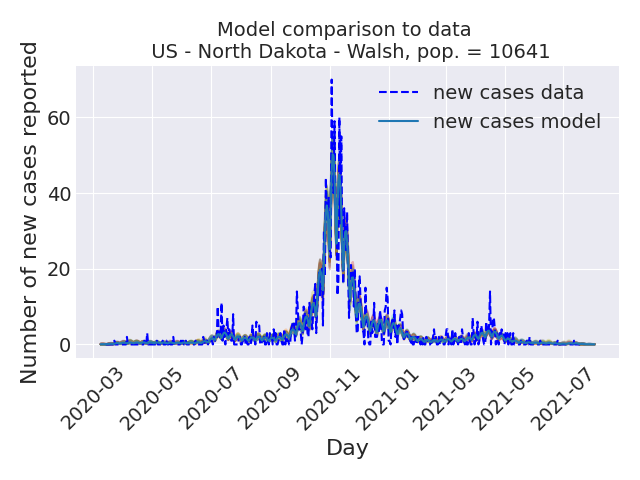 Model comparison to data
US - North Dakota - Walsh, pop. = 10641
Number of new cases reported
60
40
20
0
new cases data
new cases model
2020-03
2020-05
2020-07
2020-09
2020-11
2021-01
2021-03
2021-05
2021-07
Day